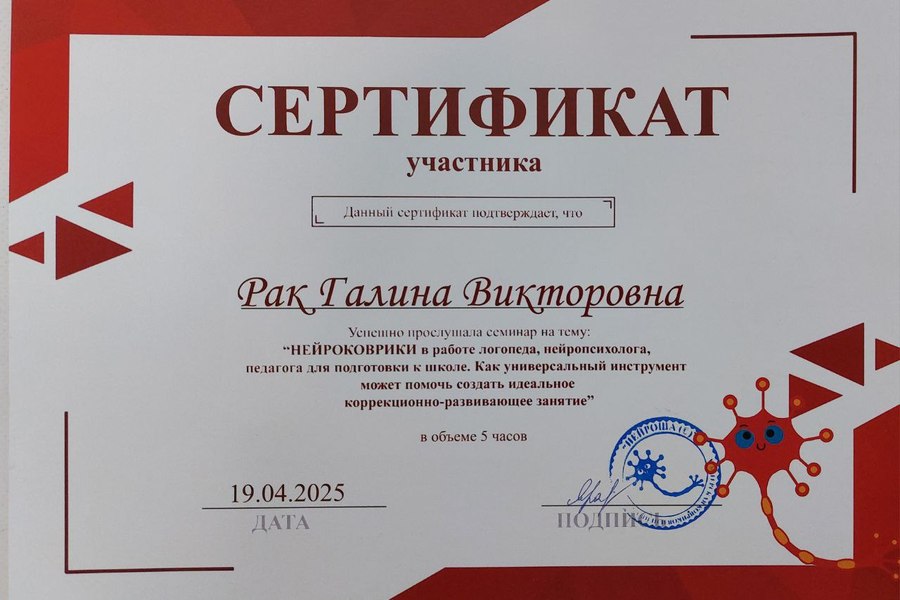 СЕРТИФИКАТ
участника
Данный сертификат подтверждает, что
Рак Галина Викторовна
Успешно прослушала семинар на тему:
“НЕЙРОКОВРИКИ в работе логопеда, нейропсихолога,
педагога для подготовки к школе. Как универсальный инструмент
может помочь создать идеальное
коррекционно-развивающее занятие”
в объеме 5 часов
19.04.2025
ДАТА
ПОДПИСЬ